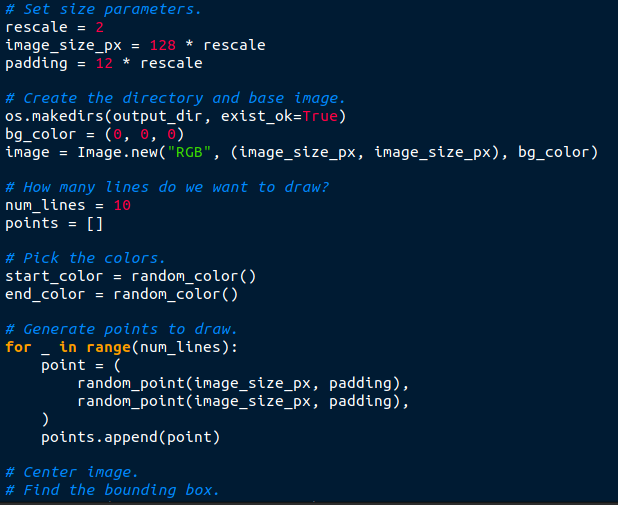 # Set size parameters.
rescale = 2
image_size_px = 128 * rescale
padding = 12 * rescale
# Create the directory and base image.
os.makedirs(output_dir, exist_ok=True)
bg_color = (0, 0, 0)
image = Image.new("RGB", (image_size_px, image_size_px), bg_color)
# How many lines do we want to draw?
num_lines = 10
points = []
# Pick the colors.
start_color = random_color()
end_color = random_color()
# Generate points to draw.
for _ in range(num_lines):
    point = (
        random_point(image_size_px, padding),
        random_point(image_size_px, padding),
    )
    points.append(point)
# Center image.
# Find the bounding box.